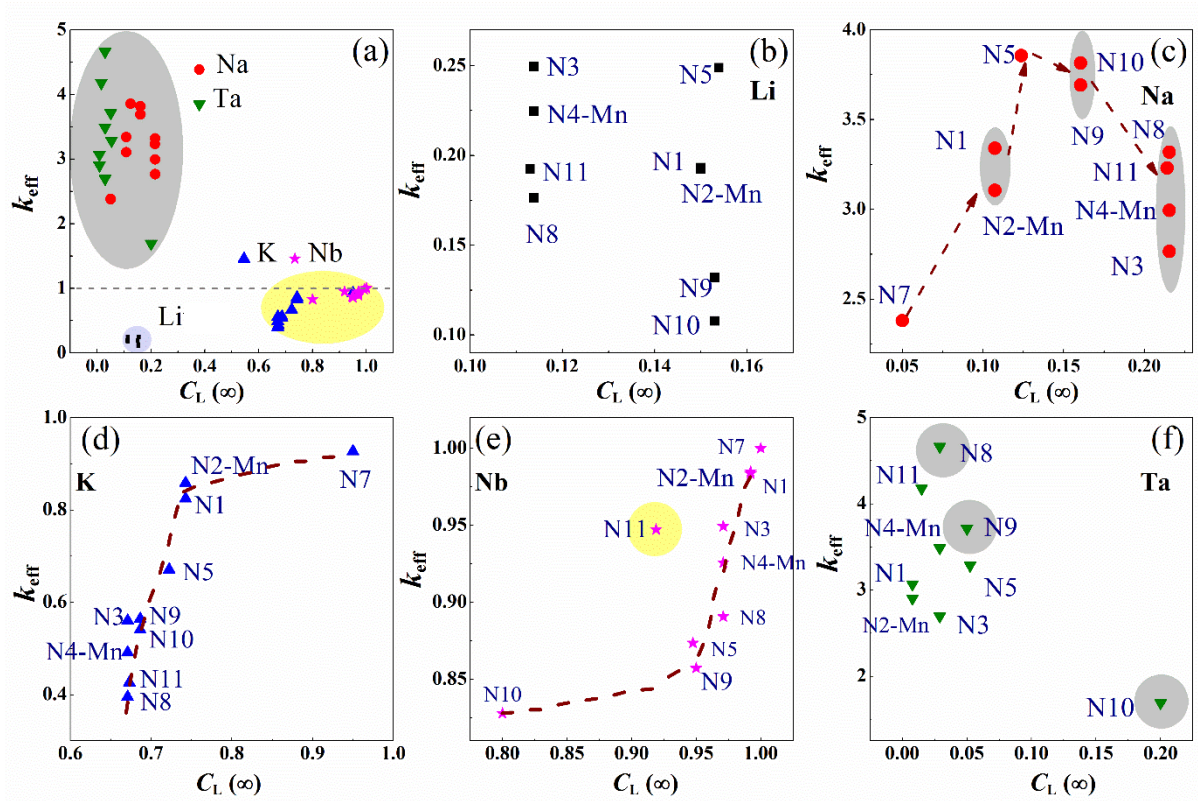 (a)
Na
Ta
K
Nb
Li
5
4
3
2
1
0
0.0 0.2 0.4 0.6 0.8 1.0
k_eff
C_L (∞)
(b)
Li
N3
N4-Mn
N11
N8
N5
N1
N2-Mn
N9
N10
0.25
0.20
0.15
0.10
0.10 0.12 0.14 0.16
k_eff
C_L (∞)
(c)
Na
N5
N10
N9
N1
N2-Mn
N8
N11
N4-Mn
N3
N7
4.0
3.5
3.0
2.5
0.05 0.10 0.15 0.20
k_eff
C_L (∞)
(d)
K
N2-Mn
N7
N1
N5
N3
N9
N10
N4-Mn
N11
N8
1.0
0.8
0.6
0.4
0.6 0.7 0.8 0.9 1.0
k_eff
C_L (∞)
(e)
Nb
N7
N2-Mn
N1
N11
N3
N4-Mn
N8
N5
N9
N10
1.00
0.95
0.90
0.85
0.80 0.85 0.90 0.95 1.00
k_eff
C_L (∞)
(f)
Ta
N8
N11
N4-Mn
N9
N1
N5
N2-Mn
N3
N10
5
4
3
2
0.00 0.05 0.10 0.15 0.20
k_eff
C_L (∞)